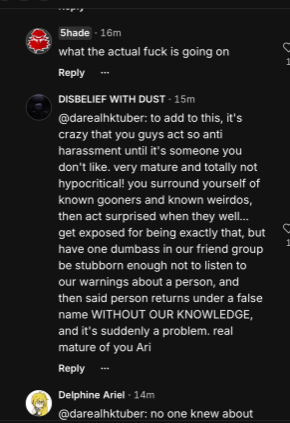 Reply
5hade · 16m
what the actual fuck is going on
Reply ···
DISBELIEF WITH DUST · 15m
@darealhktuber: to add to this, it's
crazy that you guys act so anti
harassment until it's someone you
don't like. very mature and totally not
hypocritical! you surround yourself of
known gooners and known weirdos,
then act surprised when they well...
get exposed for being exactly that, but
have one dumbass in our friend group
be stubborn enough not to listen to
our warnings about a person, and
then said person returns under a false
name WITHOUT OUR KNOWLEDGE,
and it's suddenly a problem. real
mature of you Ari
Reply ···
Delphine Ariel · 14m
@darealhktuber: no one knew about